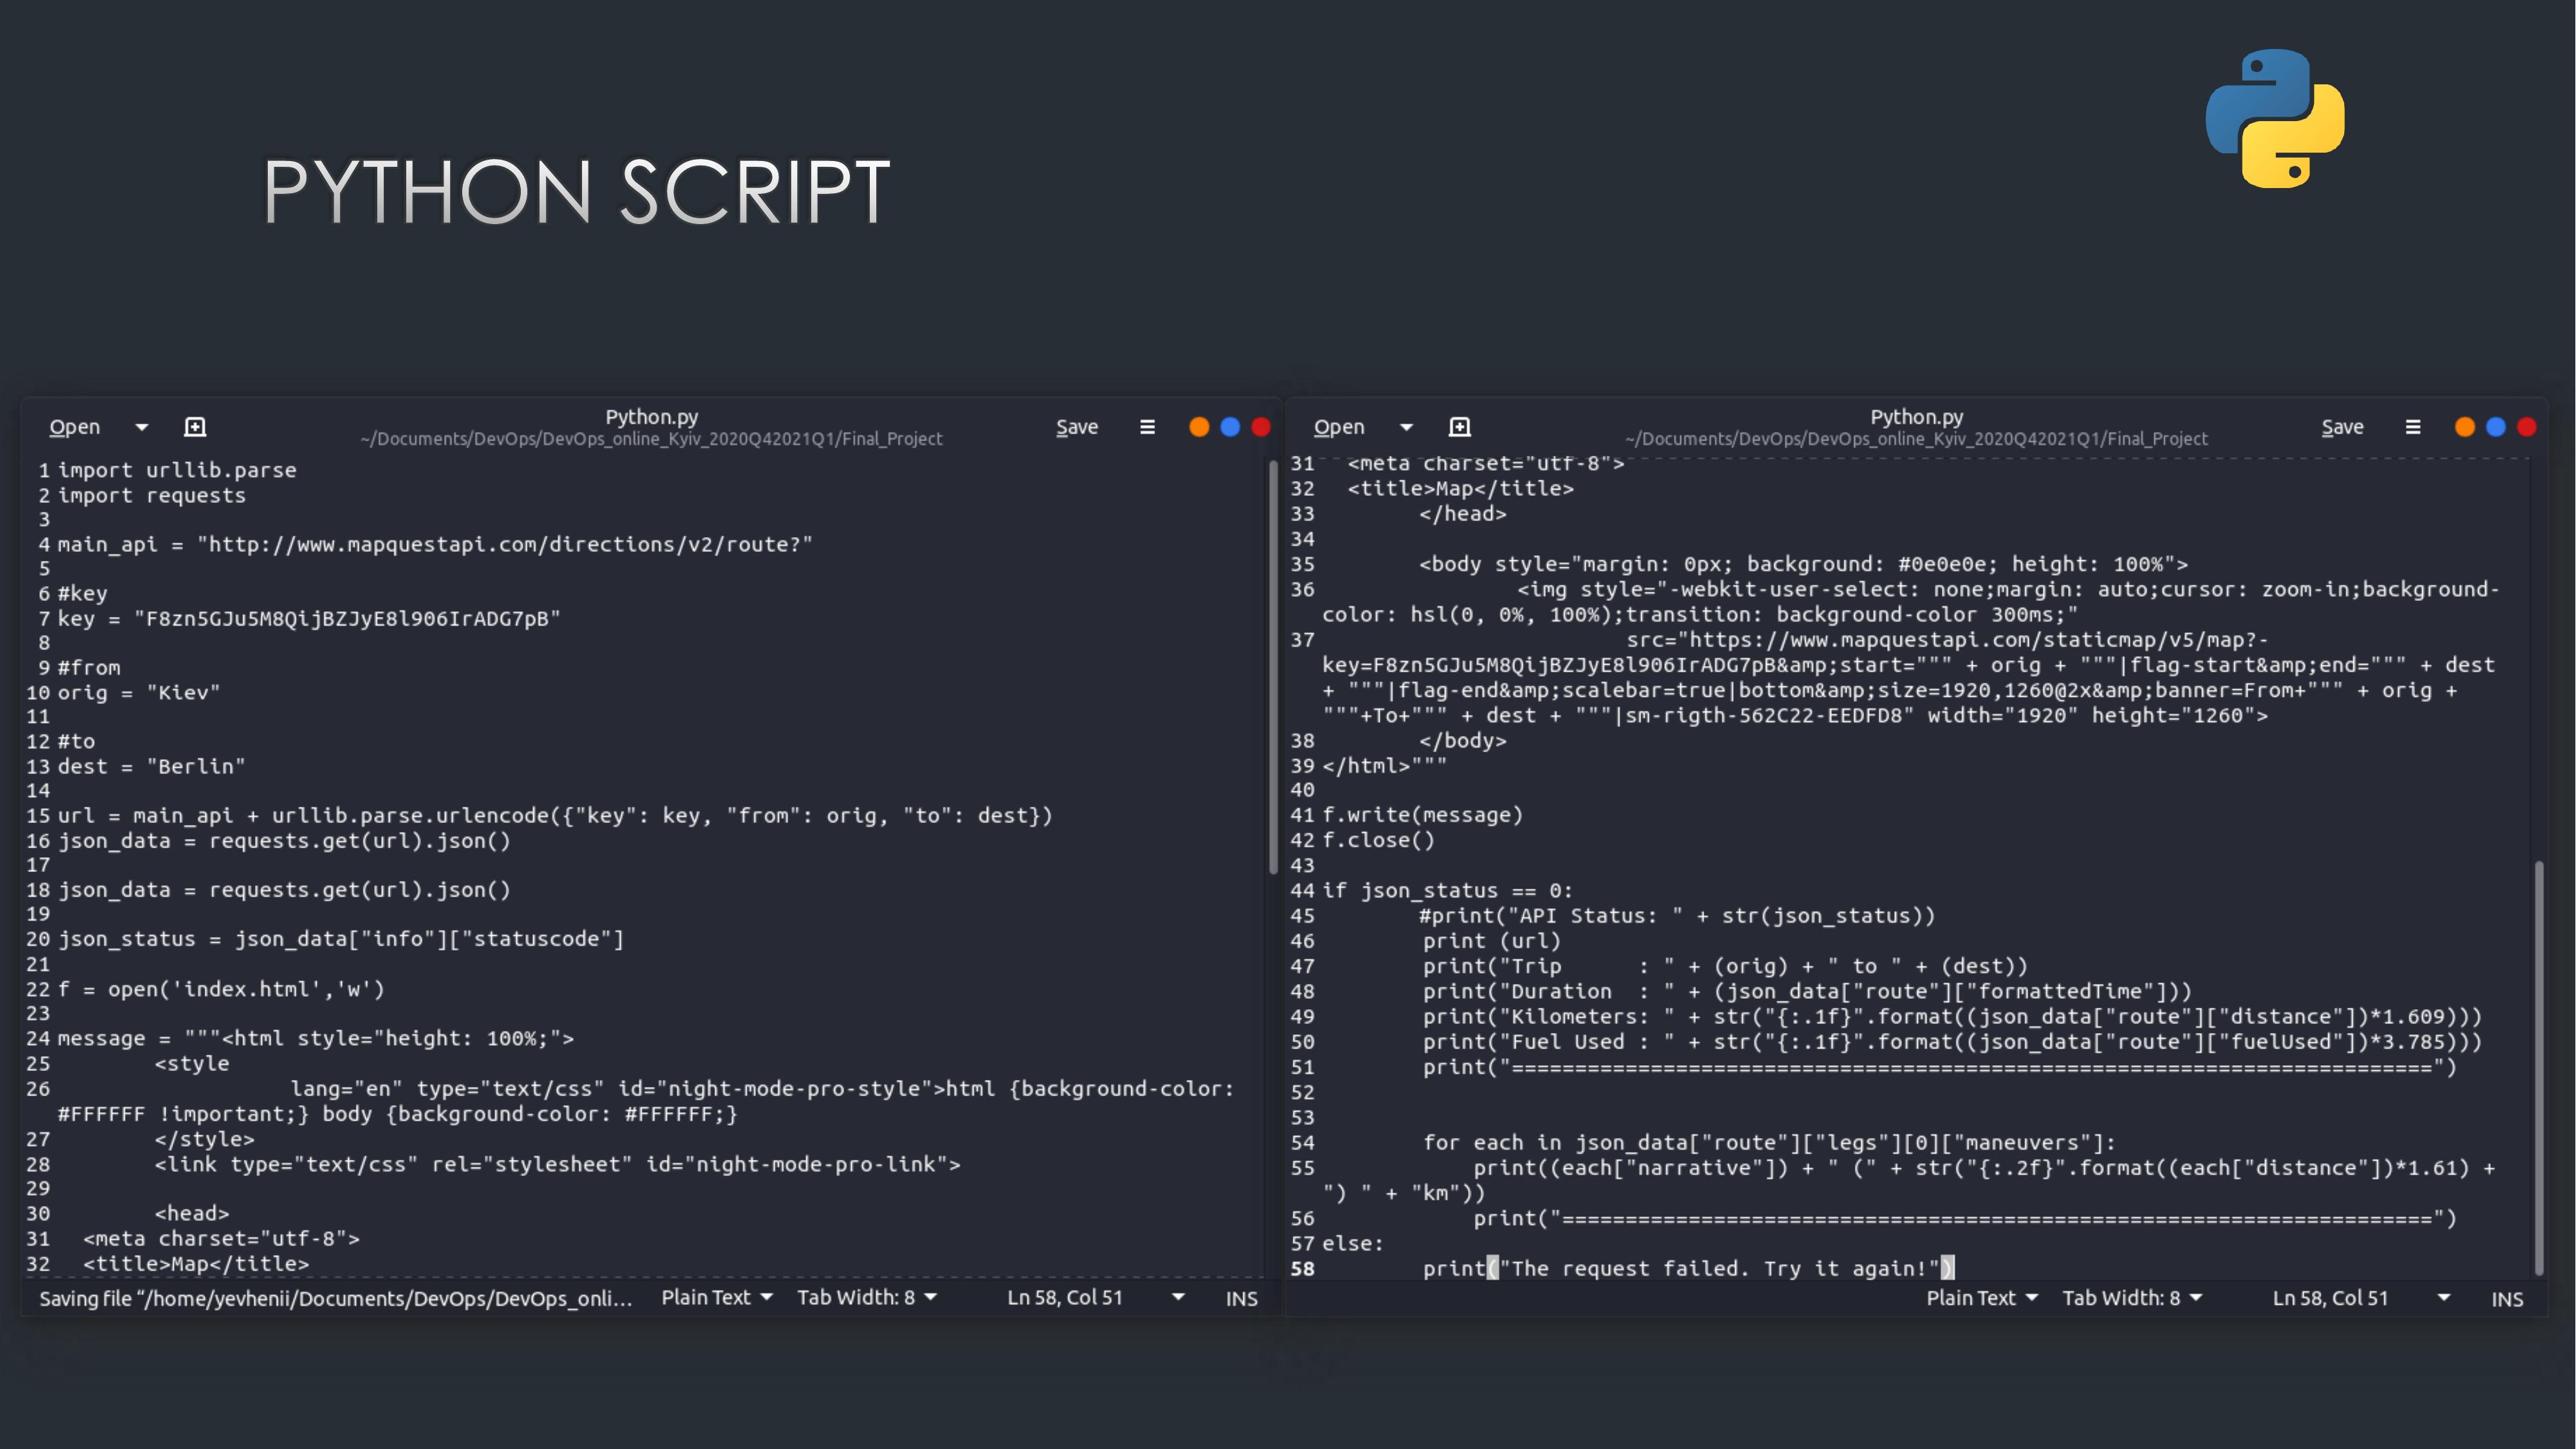 PYTHON SCRIPT
Open
Python.py
~/Documents/DevOps/DevOps_online_Kyiv_2020Q42021Q1/Final_Project
Save
1 import urllib.parse
2 import requests
3
4 main_api = "http://www.mapquestapi.com/directions/v2/route?"
5
6 #key
7 key = "F8zn5GJu5M8QijBZJyE8l906IrADG7pB"
8
9 #from
10 orig = "Kiev"
11
12 #to
13 dest = "Berlin"
14
15 url = main_api + urllib.parse.urlencode({"key": key, "from": orig, "to": dest})
16 json_data = requests.get(url).json()
17
18 json_data = requests.get(url).json()
19
20 json_status = json_data["info"]["statuscode"]
21
22 f = open('index.html','w')
23
24 message = """<html style="height: 100%;">
25 <style
26 lang="en" type="text/css" id="night-mode-pro-style">html {background-color:
#FFFFFF !important;} body {background-color: #FFFFFF;}
27 </style>
28 <link type="text/css" rel="stylesheet" id="night-mode-pro-link">
29
30 <head>
31 <meta charset="utf-8">
32 <title>Map</title>
Saving file “/home/yevhenii/Documents/DevOps/DevOps_onli… Plain Text Tab Width: 8 Ln 58, Col 51 INS
Open
Python.py
~/Documents/DevOps/DevOps_online_Kyiv_2020Q42021Q1/Final_Project
Save
31 <meta charset="utf-8">
32 <title>Map</title>
33 </head>
34
35 <body style="margin: 0px; background: #0e0e0e; height: 100%">
36 <img style="-webkit-user-select: none;margin: auto;cursor: zoom-in;background-
color: hsl(0, 0%, 100%);transition: background-color 300ms;"
37 src="https://www.mapquestapi.com/staticmap/v5/map?-
key=F8zn5GJu5M8QijBZJyE8l906IrADG7pB&amp;start=""" + orig + """|flag-start&amp;end=""" + dest
+ """|flag-end&amp;scalebar=true|bottom&amp;size=1920,1260@2x&amp;banner=From+""" + orig +
"""+To+""" + dest + """|sm-rigth-562C22-EEDFD8" width="1920" height="1260">
38 </body>
39 </html>"""
40
41 f.write(message)
42 f.close()
43
44 if json_status == 0:
45 #print("API Status: " + str(json_status))
46 print (url)
47 print("Trip      : " + (orig) + " to " + (dest))
48 print("Duration  : " + (json_data["route"]["formattedTime"]))
49 print("Kilometers: " + str("{:.1f}".format((json_data["route"]["distance"])*1.609)))
50 print("Fuel Used : " + str("{:.1f}".format((json_data["route"]["fuelUsed"])*3.785)))
51 print("=========================================================================")
52
53
54 for each in json_data["route"]["legs"][0]["maneuvers"]:
55 print((each["narrative"]) + " (" + str("{:.2f}".format((each["distance"])*1.61) +
") " + "km"))
56 print("=====================================================================")
57 else:
58 print("The request failed. Try it again!")
Plain Text Tab Width: 8 Ln 58, Col 51 INS